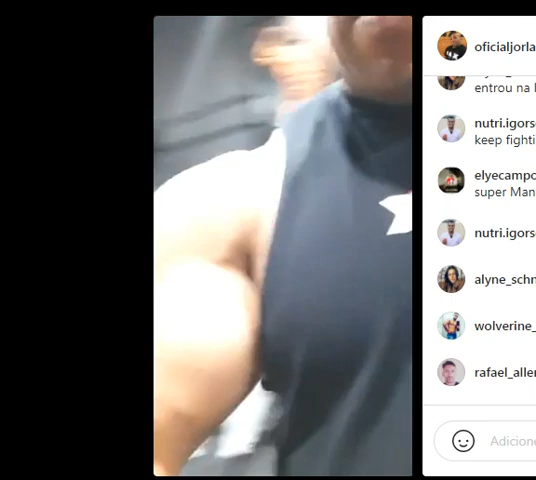 oficialjorla
entrou na
nutri.igors
keep fighti
elyecampo
super Man
nutri.igors
alyne_schn
wolverine_
rafael_aller
Adicione